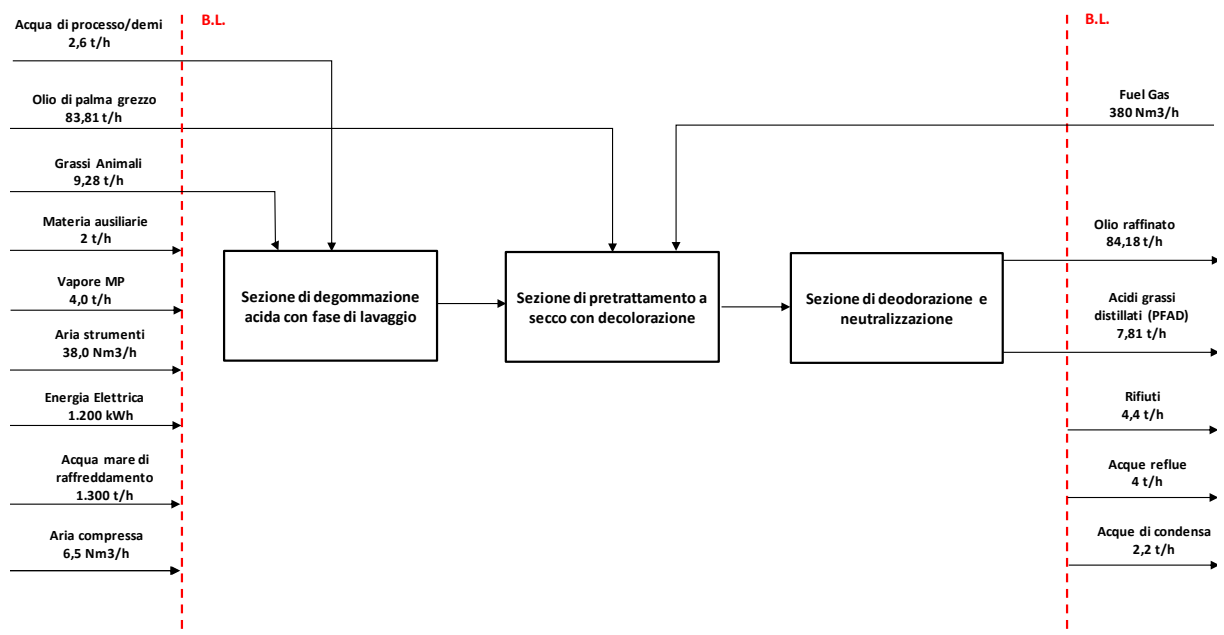 Acqua di processo/demi
2,6 t/h
B.L.
B.L.
Olio di palma grezzo
83,81 t/h
Fuel Gas
380 Nm3/h
Grassi Animali
9,28 t/h
Materia ausiliarie
2 t/h
Vapore MP
4,0 t/h
Aria strumenti
38,0 Nm3/h
Energia Elettrica
1.200 kWh
Acqua mare di
raffreddamento
1.300 t/h
Aria compressa
6,5 Nm3/h
Sezione di degommazione
acida con fase di lavaggio
Sezione di pretrattamento a
secco con decolorazione
Sezione di deodorazione e
neutralizzazione
Olio raffinato
84,18 t/h
Acidi grassi
distillati (PFAD)
7,81 t/h
Rifiuti
4,4 t/h
Acque reflue
4 t/h
Acque di condensa
2,2 t/h